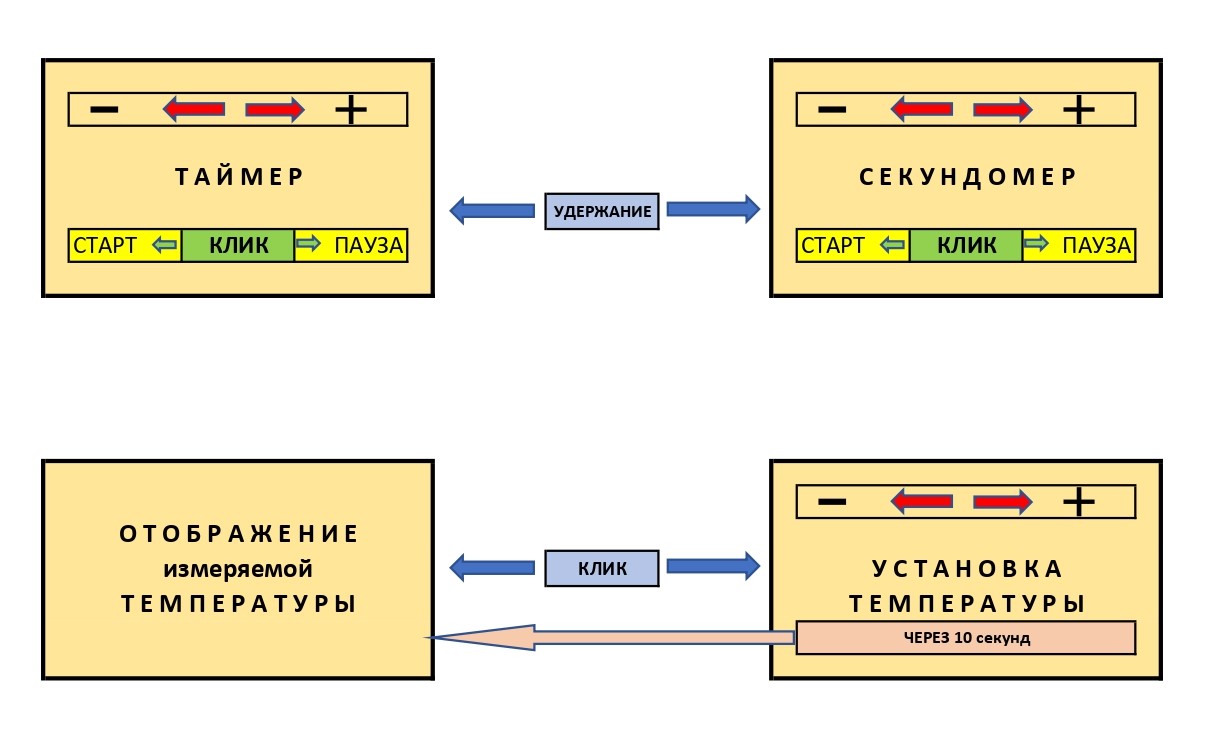 − +
− +
ТАЙМЕР
СЕКУНДОМЕР
УДЕРЖАНИЕ
СТАРТ КЛИК ПАУЗА
СТАРТ КЛИК ПАУЗА
− +
ОТОБРАЖЕНИЕ
измеряемой
ТЕМПЕРАТУРЫ
КЛИК
УСТАНОВКА
ТЕМПЕРАТУРЫ
ЧЕРЕЗ 10 секунд